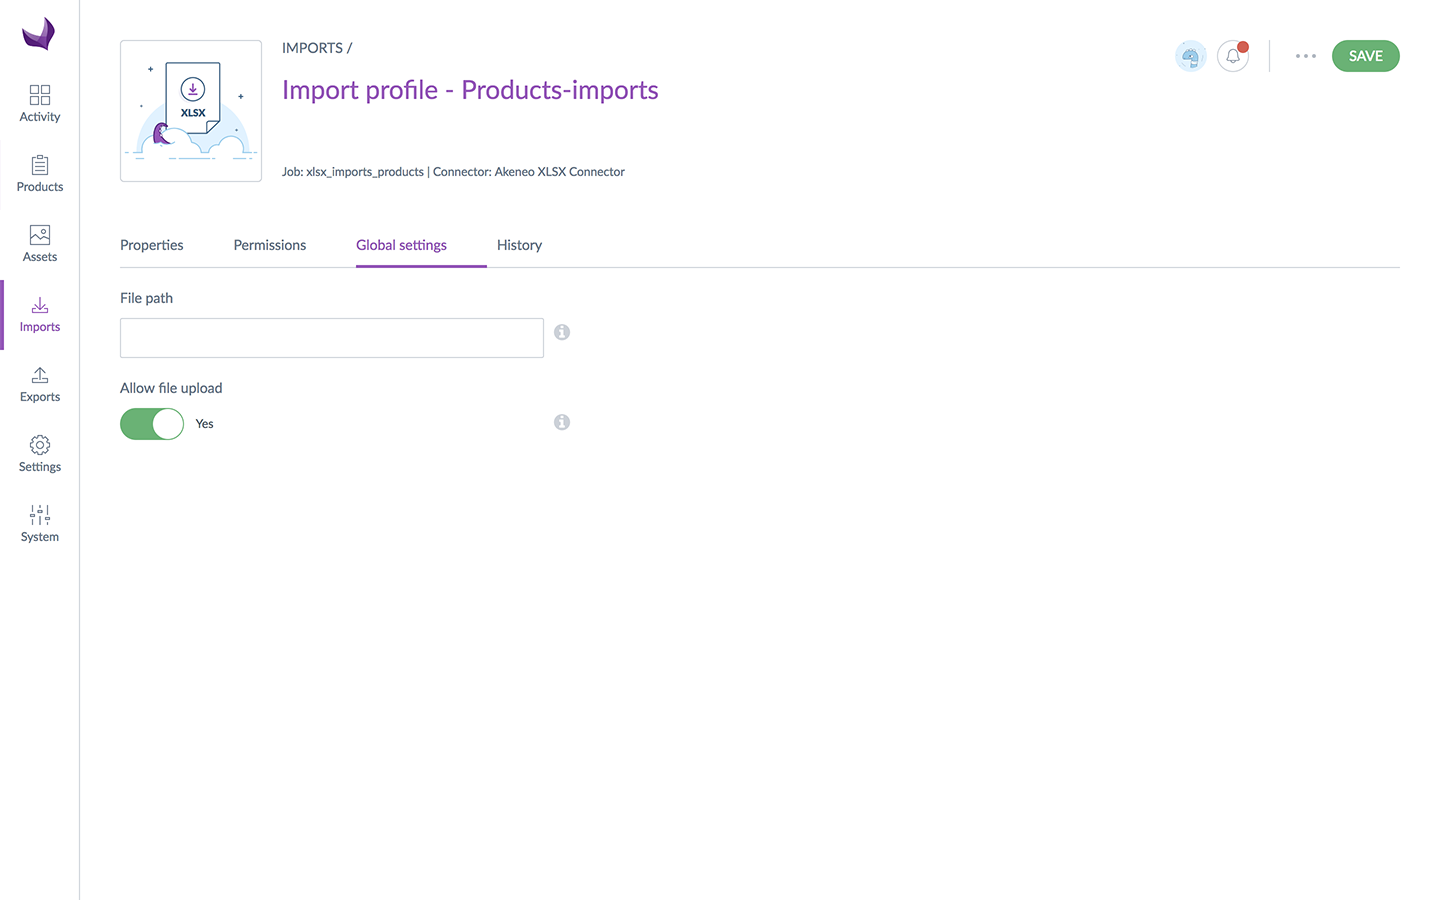 Activity
Products
Assets
Imports
Exports
Settings
System
XLSX
IMPORTS /
Import profile - Products-imports
Job: xlsx_imports_products | Connector: Akeneo XLSX Connector
SAVE
Properties Permissions Global settings History
File path
Allow file upload
Yes